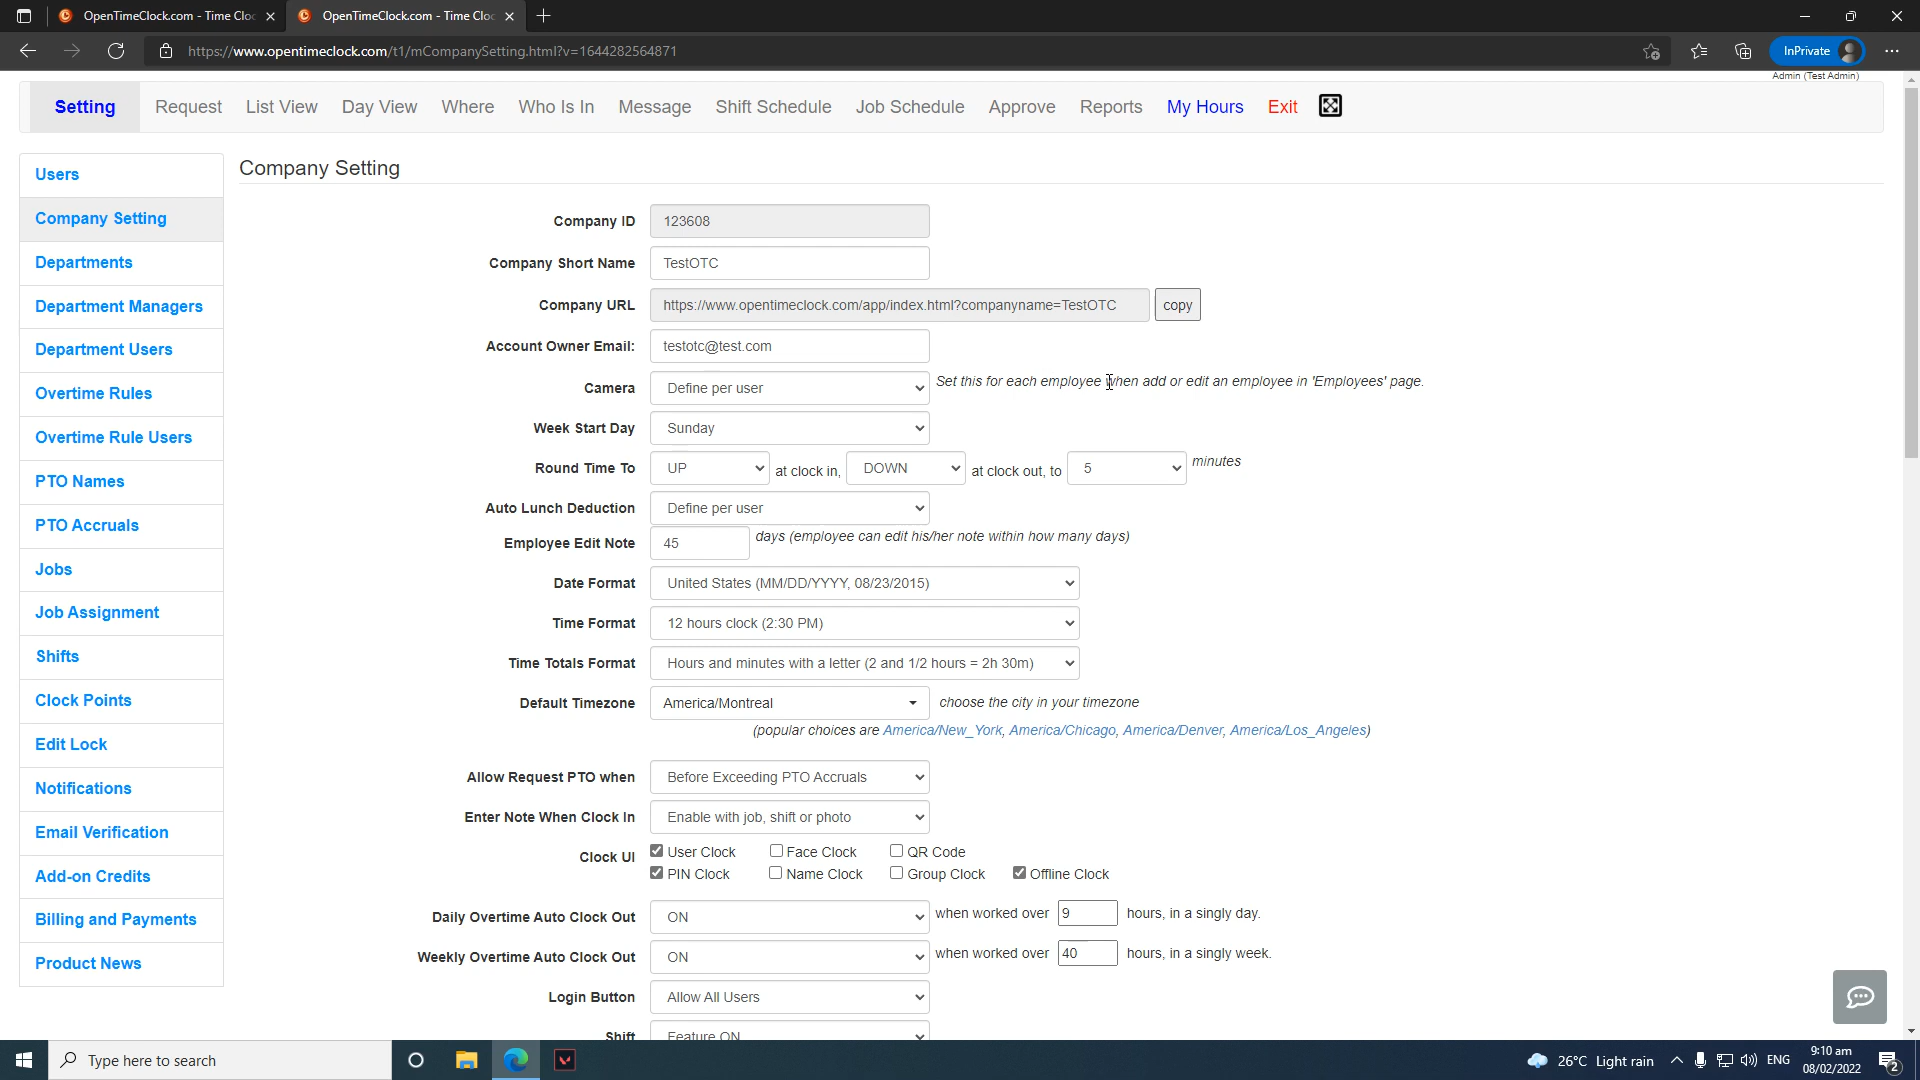 OpenTimeClock.com - Time Cloc
OpenTimeClock.com - Time Cloc
https://www.opentimeclock.com/t1/mCompanySetting.html?v=1644282564871
InPrivate
Admin (Test Admin)
Setting Request List View Day View Where Who Is In Message Shift Schedule Job Schedule Approve Reports My Hours Exit
Users
Company Setting
Departments
Department Managers
Department Users
Overtime Rules
Overtime Rule Users
PTO Names
PTO Accruals
Jobs
Job Assignment
Shifts
Clock Points
Edit Lock
Notifications
Email Verification
Add-on Credits
Billing and Payments
Product News
Company Setting
Company ID 123608
Company Short Name TestOTC
Company URL https://www.opentimeclock.com/app/index.html?companyname=TestOTC copy
Account Owner Email: testotc@test.com
Camera Define per user Set this for each employee when add or edit an employee in 'Employees' page.
Week Start Day Sunday
Round Time To UP at clock in, DOWN at clock out, to 5 minutes
Auto Lunch Deduction Define per user
Employee Edit Note 45 days (employee can edit his/her note within how many days)
Date Format United States (MM/DD/YYYY, 08/23/2015)
Time Format 12 hours clock (2:30 PM)
Time Totals Format Hours and minutes with a letter (2 and 1/2 hours = 2h 30m)
Default Timezone America/Montreal choose the city in your timezone
(popular choices are America/New_York, America/Chicago, America/Denver, America/Los_Angeles)
Allow Request PTO when Before Exceeding PTO Accruals
Enter Note When Clock In Enable with job, shift or photo
Clock UI User Clock Face Clock QR Code
PIN Clock Name Clock Group Clock Offline Clock
Daily Overtime Auto Clock Out ON when worked over 9 hours, in a singly day.
Weekly Overtime Auto Clock Out ON when worked over 40 hours, in a singly week.
Login Button Allow All Users
Shift Feature ON
Type here to search
26°C Light rain
ENG
9:10 am
08/02/2022
2